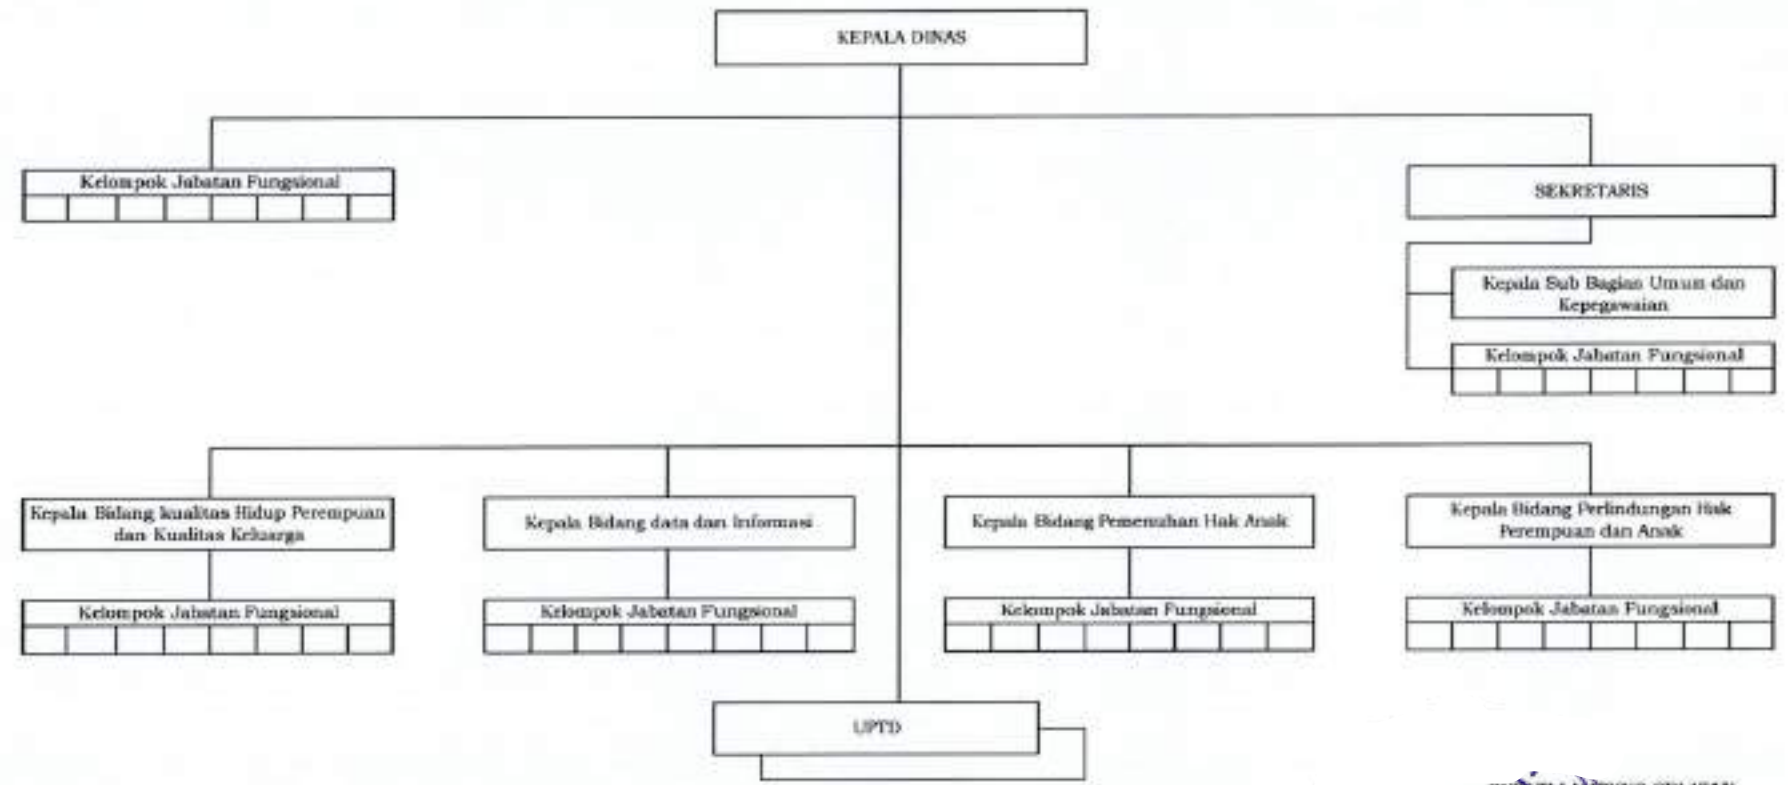 KEPALA DINAS
Kelompok Jabatan Fungsional
SEKRETARIS
Kepala Sub Bagian Umum dan
Kepegawaian
Kelompok Jabatan Fungsional
Kepala Bidang kualitas Hidup Perempuan
dan Kualitas Keluarga
Kepala Bidang data dan Informasi
Kepala Bidang Pemenuhan Hak Anak
Kepala Bidang Perlindungan Hak
Perempuan dan Anak
Kelompok Jabatan Fungsional
Kelompok Jabatan Fungsional
Kelompok Jabatan Fungsional
Kelompok Jabatan Fungsional
UPTD